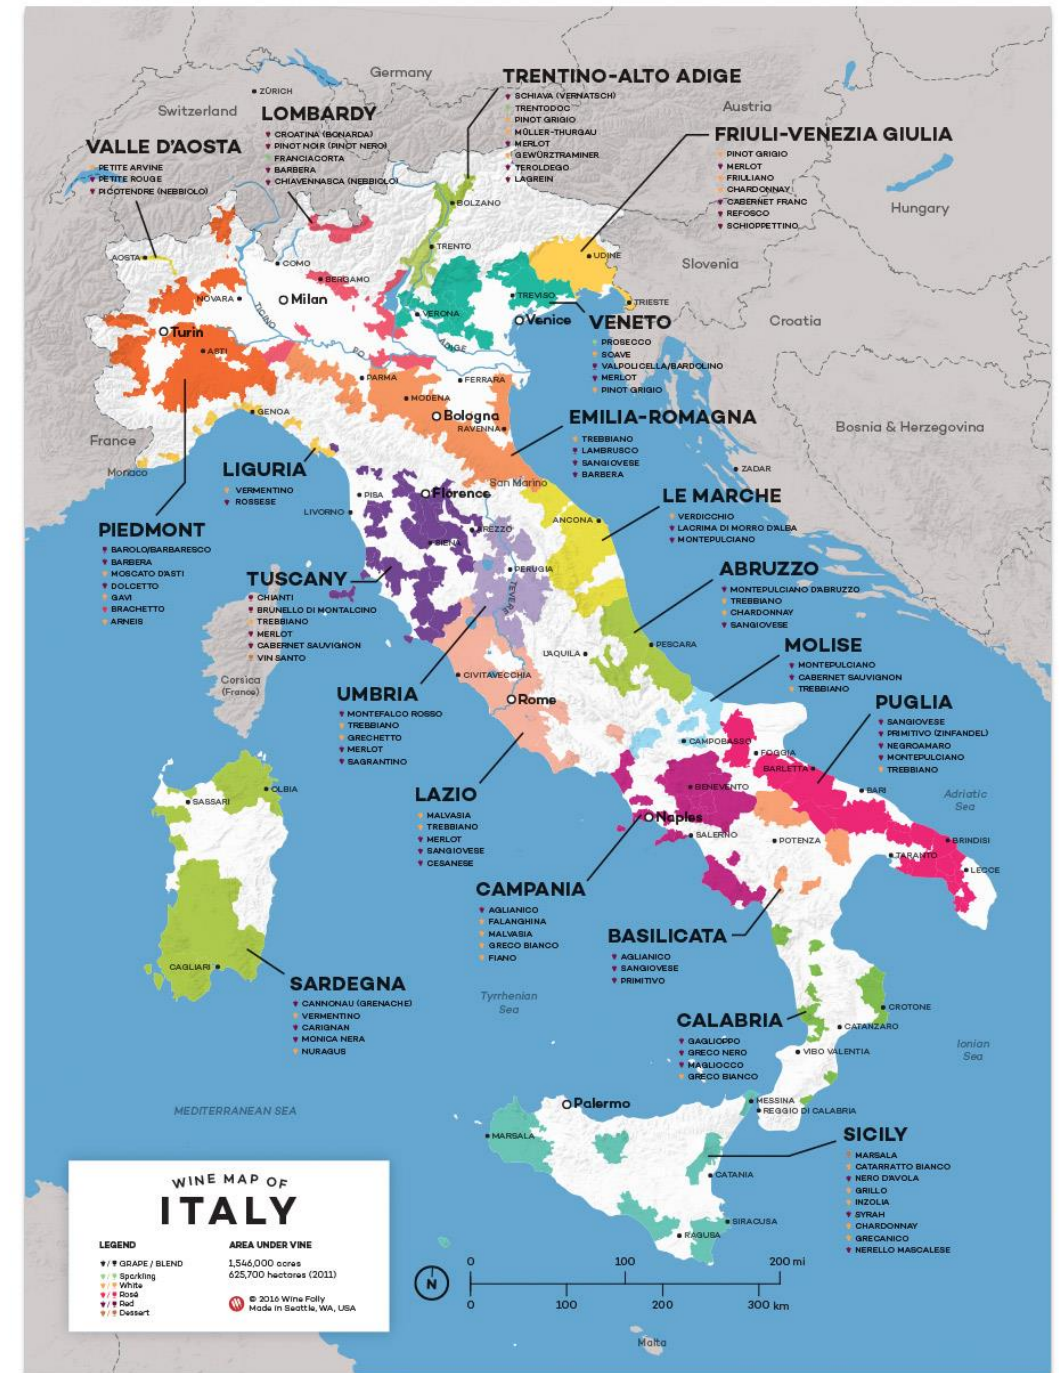 Germany
ZÜRICH
Switzerland
Austria
Hungary
Slovenia
Croatia
Bosnia & Herzegovina
France
Monaco
TRENTINO-ALTO ADIGE
SCHIAVA (VERNATSCH)
TRENTODOC
PINOT GRIGIO
MÜLLER-THURGAU
MERLOT
GEWÜRZTRAMINER
TEROLDEGO
LAGREIN
LOMBARDY
CROATINA (BONARDA)
PINOT NOIR (PINOT NERO)
FRANCIACORTA
BARBERA
CHIAVENNASCA (NEBBIOLO)
VALLE D'AOSTA
PETITE ARVINE
PETITE ROUGE
PICOTENDRE (NEBBIOLO)
FRIULI-VENEZIA GIULIA
PINOT GRIGIO
MERLOT
FRIULIANO
CHARDONNAY
CABERNET FRANC
REFOSCO
SCHIOPPETTINO
BOLZANO
TRENTO
UDINE
AOSTA
COMO
BERGAMO
NOVARA
Milan
TREVISO
TRIESTE
VERONA
Venice
TICINO
Turin
ASTI
PO
ADIGE
VENETO
PROSECCO
SOAVE
VALPOLICELLA/BARDOLINO
MERLOT
PINOT GRIGIO
PARMA
FERRARA
MODENA
GENOA
Bologna
RAVENNA
EMILIA-ROMAGNA
TREBBIANO
LAMBRUSCO
SANGIOVESE
BARBERA
ZADAR
LIGURIA
VERMENTINO
ROSSESE
San Marino
PISA
Florence
LIVORNO
AREZZO
SIENA
ANCONA
PERUGIA
TEVERE
LE MARCHE
VERDICCHIO
LACRIMA DI MORRO D'ALBA
MONTEPULCIANO
PIEDMONT
BAROLO/BARBARESCO
BARBERA
MOSCATO D'ASTI
DOLCETTO
GAVI
BRACHETTO
ARNEIS
TUSCANY
CHIANTI
BRUNELLO DI MONTALCINO
TREBBIANO
MERLOT
CABERNET SAUVIGNON
VIN SANTO
ABRUZZO
MONTEPULCIANO D'ABRUZZO
TREBBIANO
CHARDONNAY
SANGIOVESE
L'AQUILA
PESCARA
Corsica
(France)
CIVITAVECCHIA
Rome
MOLISE
MONTEPULCIANO
CABERNET SAUVIGNON
TREBBIANO
UMBRIA
MONTEFALCO ROSSO
TREBBIANO
GRECHETTO
MERLOT
SAGRANTINO
PUGLIA
SANGIOVESE
PRIMITIVO (ZINFANDEL)
NEGROAMARO
MONTEPULCIANO
TREBBIANO
CAMPOBASSO
FOGGIA
BARLETTA
BARI
Adriatic
Sea
BENEVENTO
Naples
SALERNO
POTENZA
TARANTO
BRINDISI
LECCE
OLBIA
SASSARI
CAGLIARI
LAZIO
MALVASIA
TREBBIANO
MERLOT
SANGIOVESE
CESANESE
CAMPANIA
AGLIANICO
FALANGHINA
MALVASIA
GRECO BIANCO
FIANO
BASILICATA
AGLIANICO
SANGIOVESE
PRIMITIVO
SARDEGNA
CANNONAU (GRENACHE)
VERMENTINO
CARIGNAN
MONICA NERA
NURAGUS
Tyrrhenian
Sea
CALABRIA
GAGLIOPPO
GRECO NERO
MAGLIOCCO
GRECO BIANCO
CROTONE
CATANZARO
VIBO VALENTIA
Ionian
Sea
MEDITERRANEAN SEA
Palermo
MESSINA
REGGIO DI CALABRIA
MARSALA
CATANIA
SIRACUSA
RAGUSA
SICILY
MARSALA
CATARRATTO BIANCO
NERO D'AVOLA
GRILLO
INZOLIA
SYRAH
CHARDONNAY
GRECANICO
NERELLO MASCALESE
WINE MAP OF
ITALY
LEGEND
/ GRAPE / BLEND
/ Sparkling
/ White
/ Rosé
/ Red
/ Dessert
AREA UNDER VINE
1,546,000 acres
625,700 hectares (2011)
© 2016 Wine Folly
Made in Seattle, WA, USA
N
0 100 200 mi
0 100 200 300 km
Malta